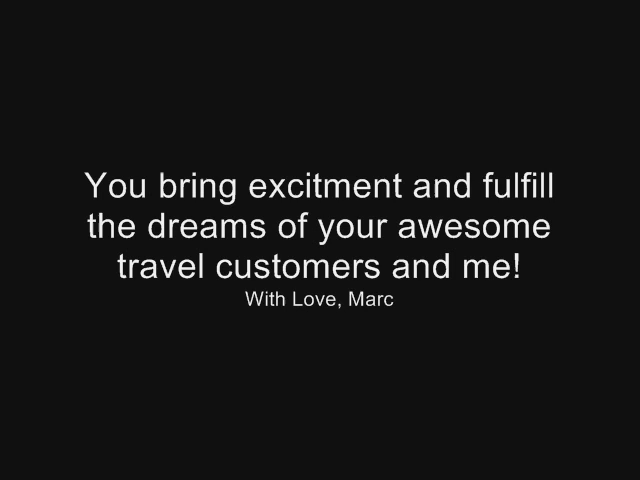 You bring excitment and fulfill
the dreams of your awesome
travel customers and me!
With Love, Marc